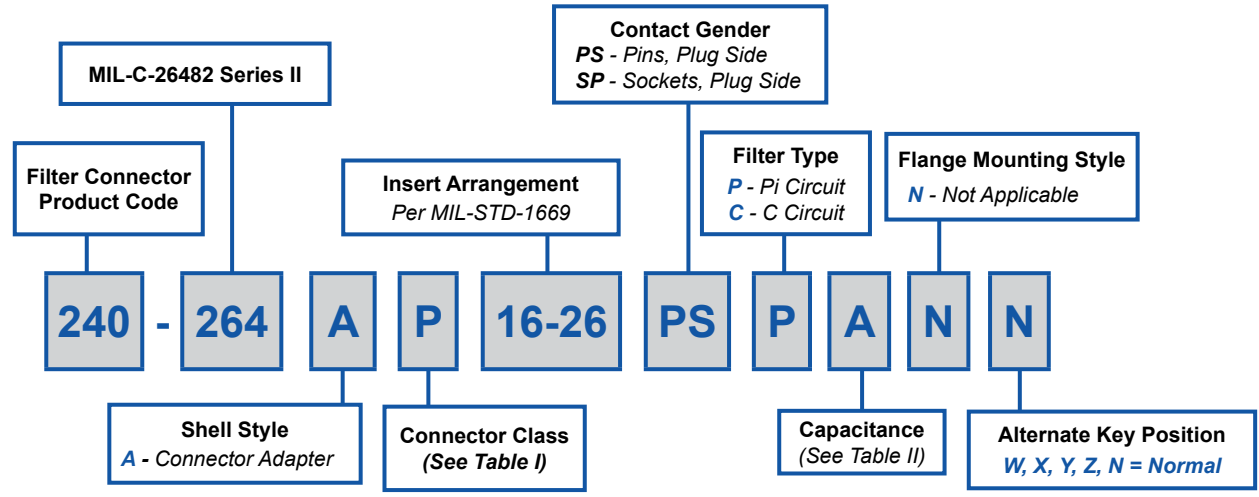 Contact Gender
PS - Pins, Plug Side
SP - Sockets, Plug Side
MIL-C-26482 Series II
Filter Connector
Product Code
Insert Arrangement
Per MIL-STD-1669
Filter Type
P - Pi Circuit
C - C Circuit
Flange Mounting Style
N - Not Applicable
240 - 264 A P 16-26 PS P A N N
Shell Style
A - Connector Adapter
Connector Class
(See Table I)
Capacitance
(See Table II)
Alternate Key Position
W, X, Y, Z, N = Normal